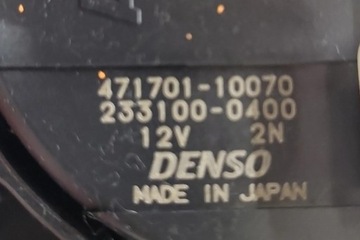 471701-10070
233100-0400
12V 2N
DENSO
MADE IN JAPAN